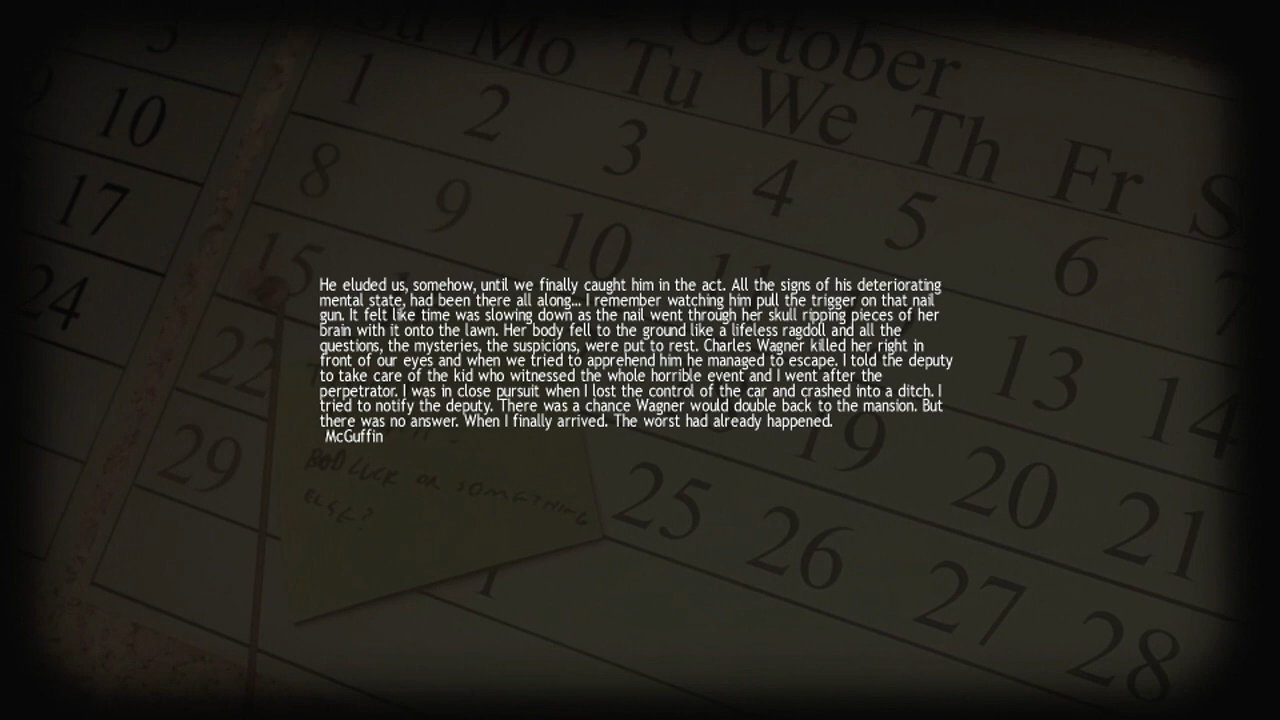 October
Su Mo Tu We Th Fr S
3 1 2 3 4 5 6 7
10 8 9 10 11 13 14
17 15 19 20 21
24 22 25 26 27 28
29
He eluded us, somehow, until we finally caught him in the act. All the signs of his deteriorating
mental state, had been there all along... I remember watching him pull the trigger on that nail
gun. It felt like time was slowing down as the nail went through her skull ripping pieces of her
brain with it onto the lawn. Her body fell to the ground like a lifeless ragdoll and all the
questions, the mysteries, the suspicions, were put to rest. Charles Wagner killed her right in
front of our eyes and when we tried to apprehend him he managed to escape. I told the deputy
to take care of the kid who witnessed the whole horrible event and I went after the
perpetrator. I was in close pursuit when I lost the control of the car and crashed into a ditch. I
tried to notify the deputy. There was a chance Wagner would double back to the mansion. But
there was no answer. When I finally arrived. The worst had already happened.
McGuffin
BAD LUCK OR SOMETHING
ELSE?